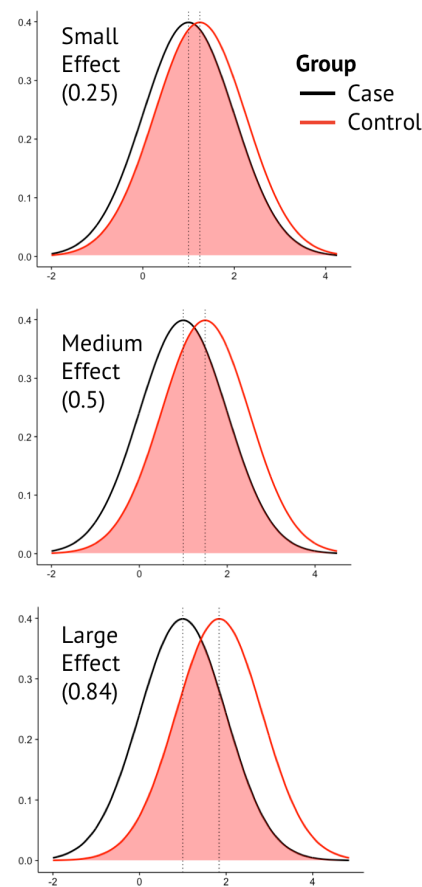 0.4
Small
Effect
(0.25)
0.3
0.2
0.1
0.0
-2 0 2 4
Group
Case
Control
0.4
Medium
Effect
(0.5)
0.3
0.2
0.1
0.0
-2 0 2 4
0.4
Large
Effect
(0.84)
0.3
0.2
0.1
0.0
-2 0 2 4